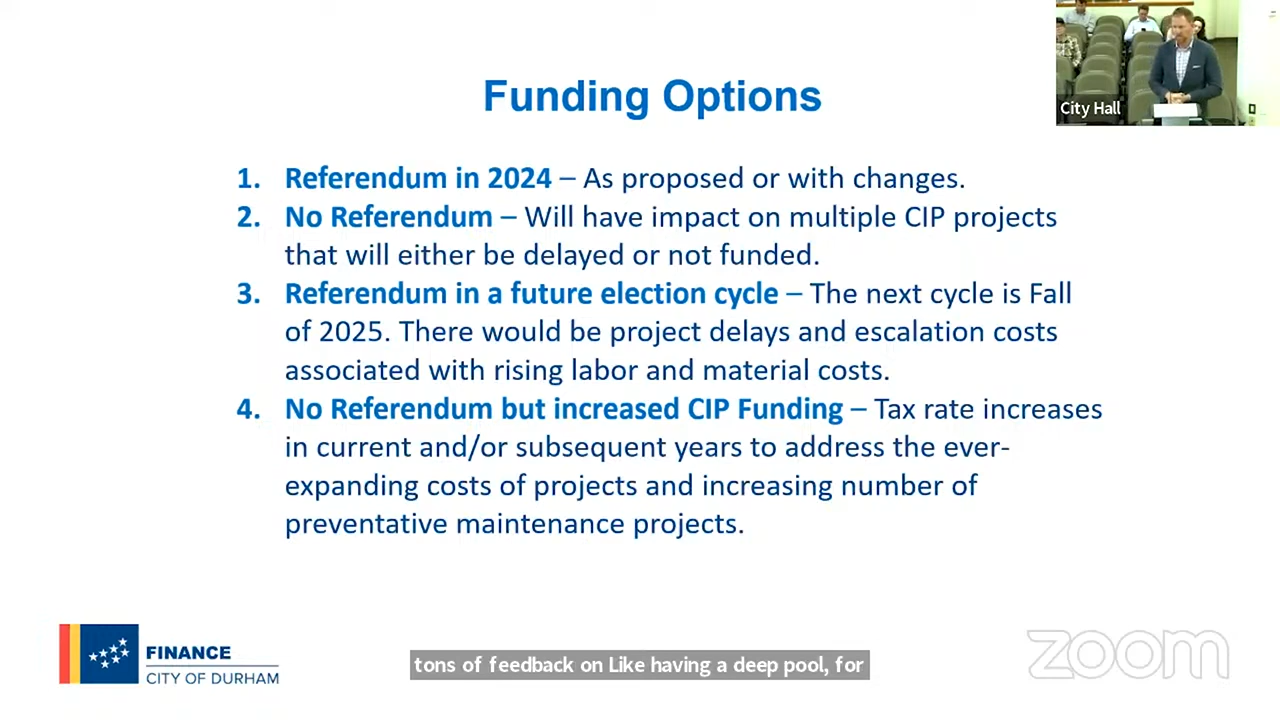 Funding Options
City Hall
1. Referendum in 2024 – As proposed or with changes.
2. No Referendum – Will have impact on multiple CIP projects
that will either be delayed or not funded.
3. Referendum in a future election cycle – The next cycle is Fall
of 2025. There would be project delays and escalation costs
associated with rising labor and material costs.
4. No Referendum but increased CIP Funding – Tax rate increases
in current and/or subsequent years to address the ever-
expanding costs of projects and increasing number of
preventative maintenance projects.
FINANCE
CITY OF DURHAM
tons of feedback on Like having a deep pool, for
zoom